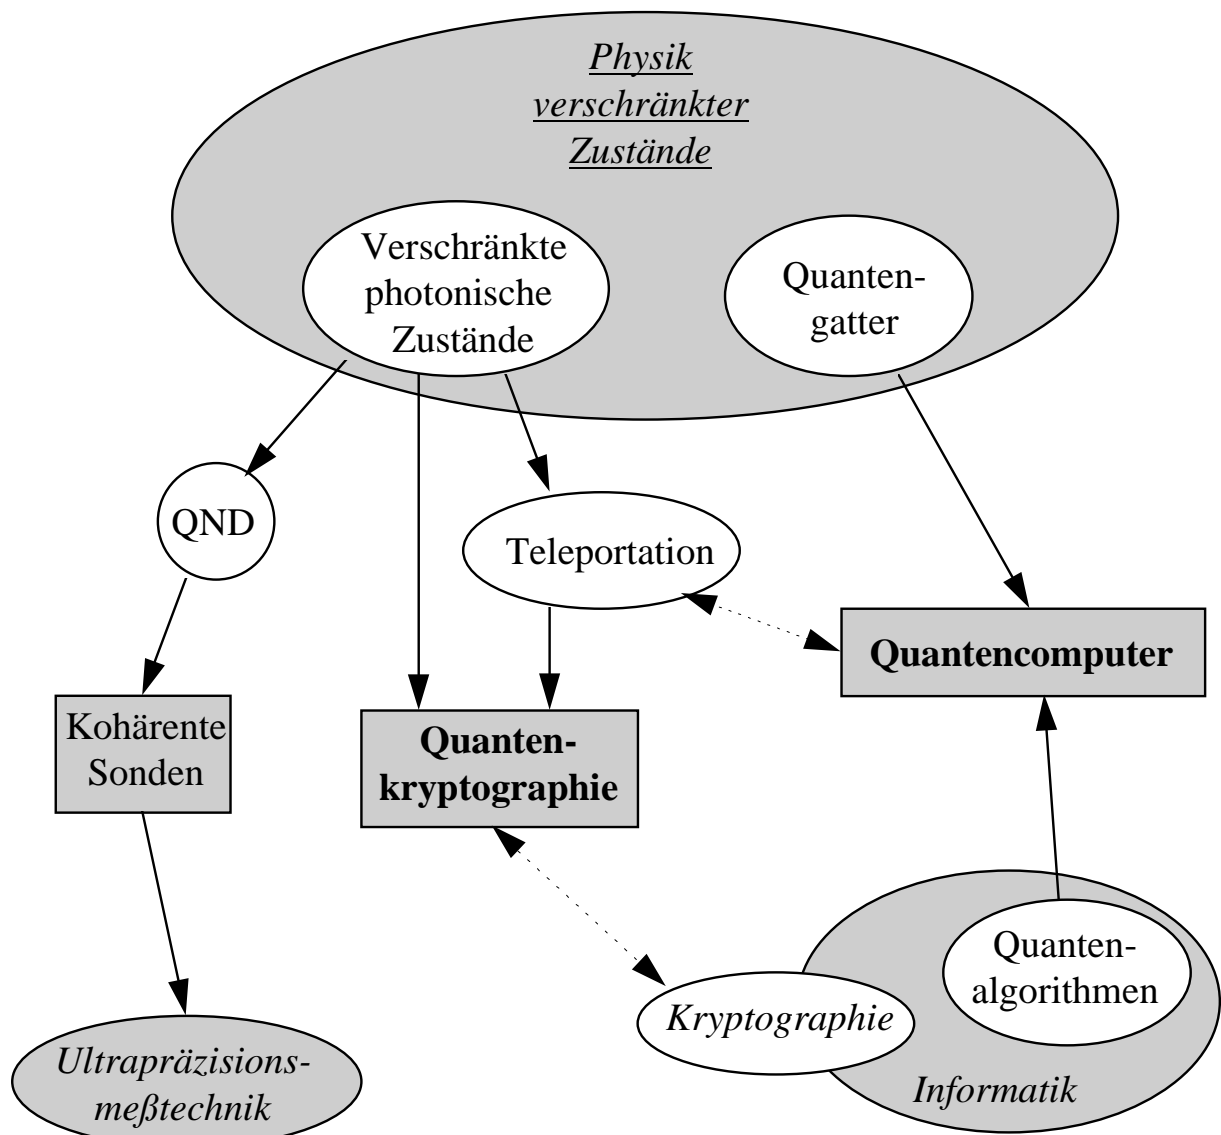 Physik
verschränkter
Zustände
Verschränkte
photonische
Zustände
Quanten-
gatter
QND
Teleportation
Quantencomputer
Kohärente
Sonden
Quanten-
kryptographie
Quanten-
algorithmen
Kryptographie
Informatik
Ultrapräzisions-
meßtechnik